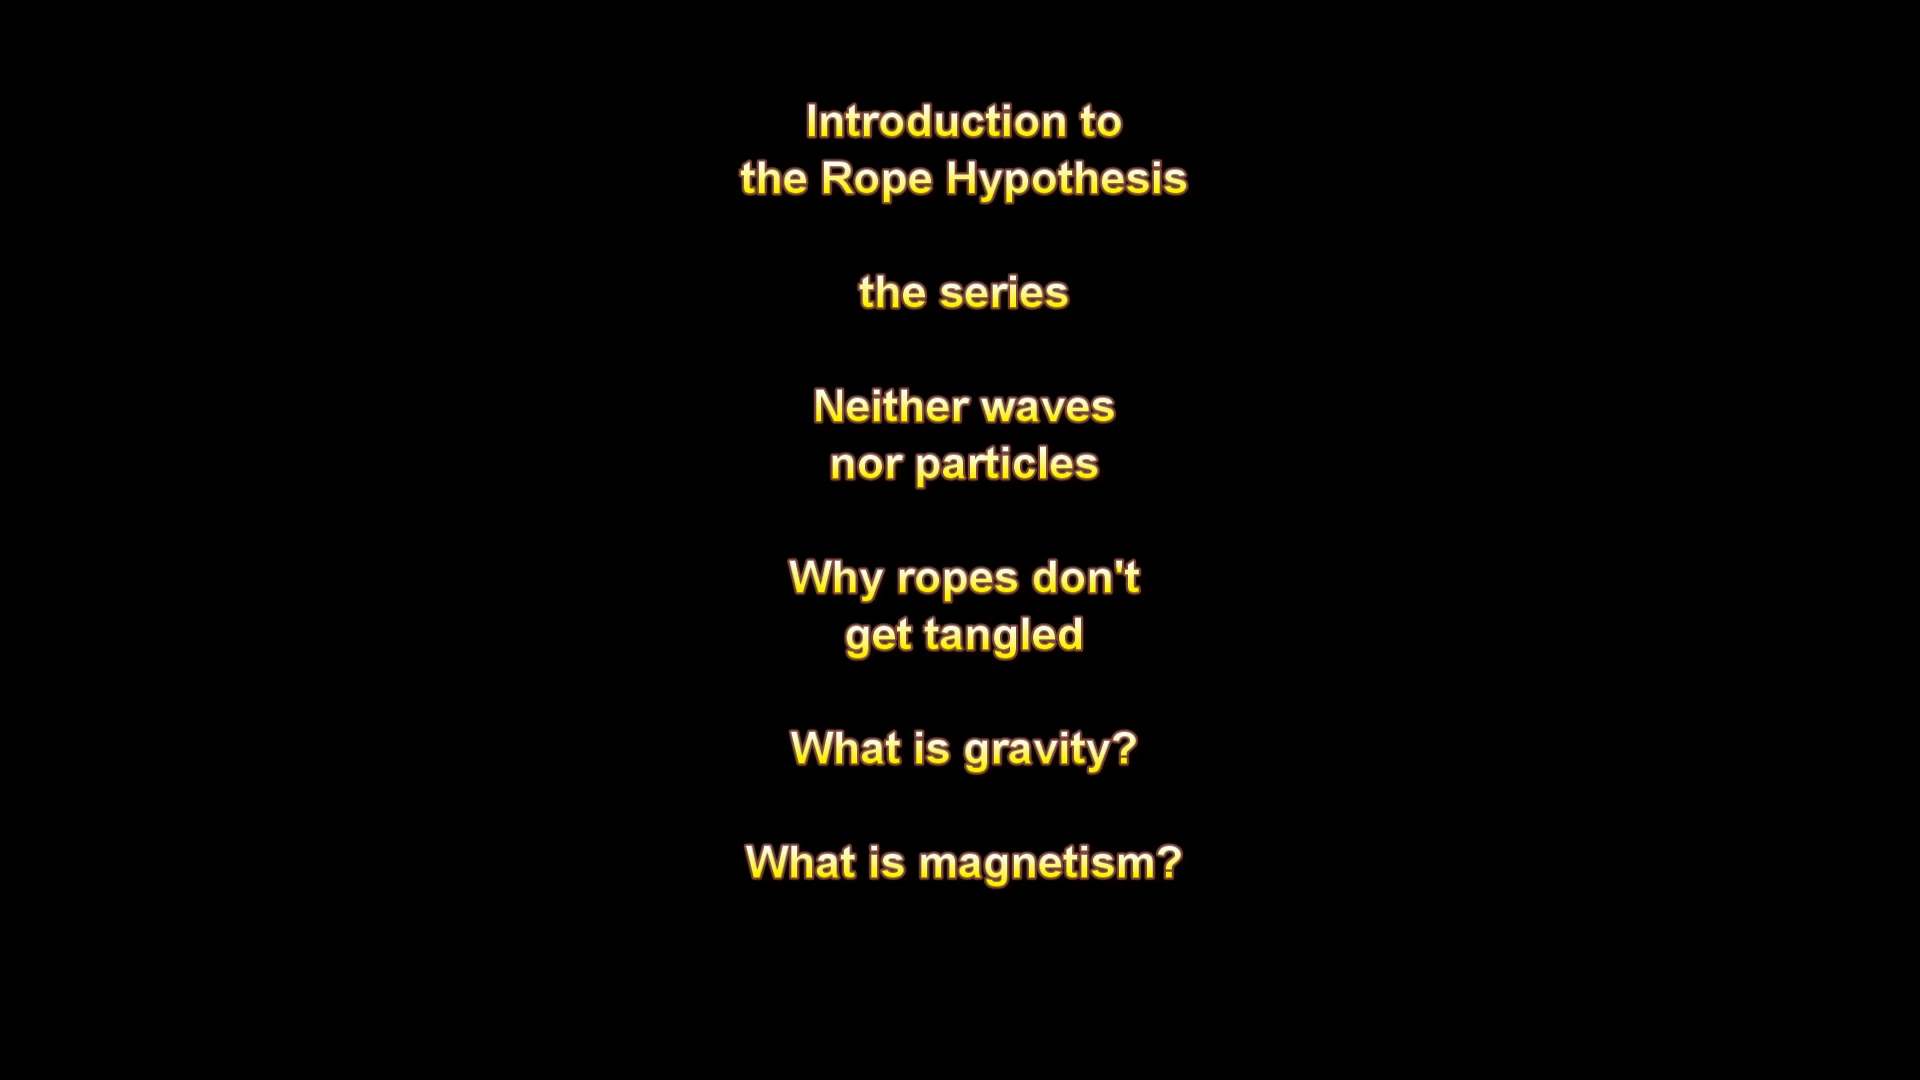 Introduction to
the Rope Hypothesis
the series
Neither waves
nor particles
Why ropes don't
get tangled
What is gravity?
What is magnetism?